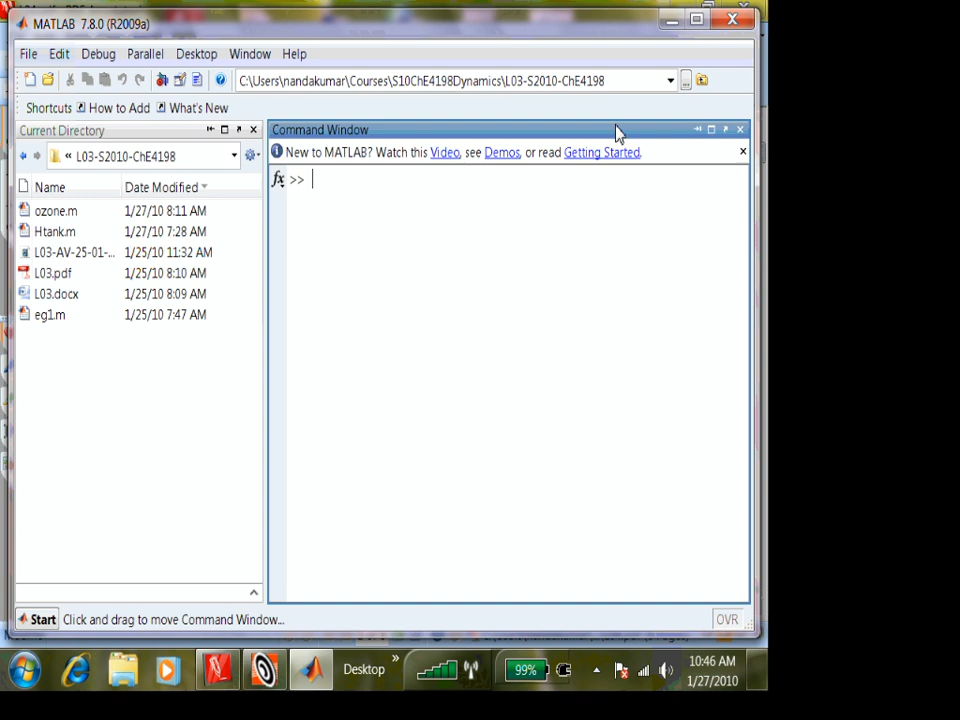 MATLAB 7.8.0 (R2009a)
File Edit Debug Parallel Desktop Window Help
C:\Users\nandakumar\Courses\S10ChE4198Dynamics\L03-S2010-ChE4198
Shortcuts How to Add What's New
Current Directory
Command Window
« L03-S2010-ChE4198
New to MATLAB? Watch this Video, see Demos, or read Getting Started.
Name Date Modified
fx >>
ozone.m 1/27/10 8:11 AM
Htank.m 1/27/10 7:28 AM
L03-AV-25-01-... 1/25/10 11:32 AM
L03.pdf 1/25/10 8:10 AM
L03.docx 1/25/10 8:09 AM
eg1.m 1/25/10 7:47 AM
Start Click and drag to move Command Window...
OVR
Desktop »
99%
10:46 AM
1/27/2010